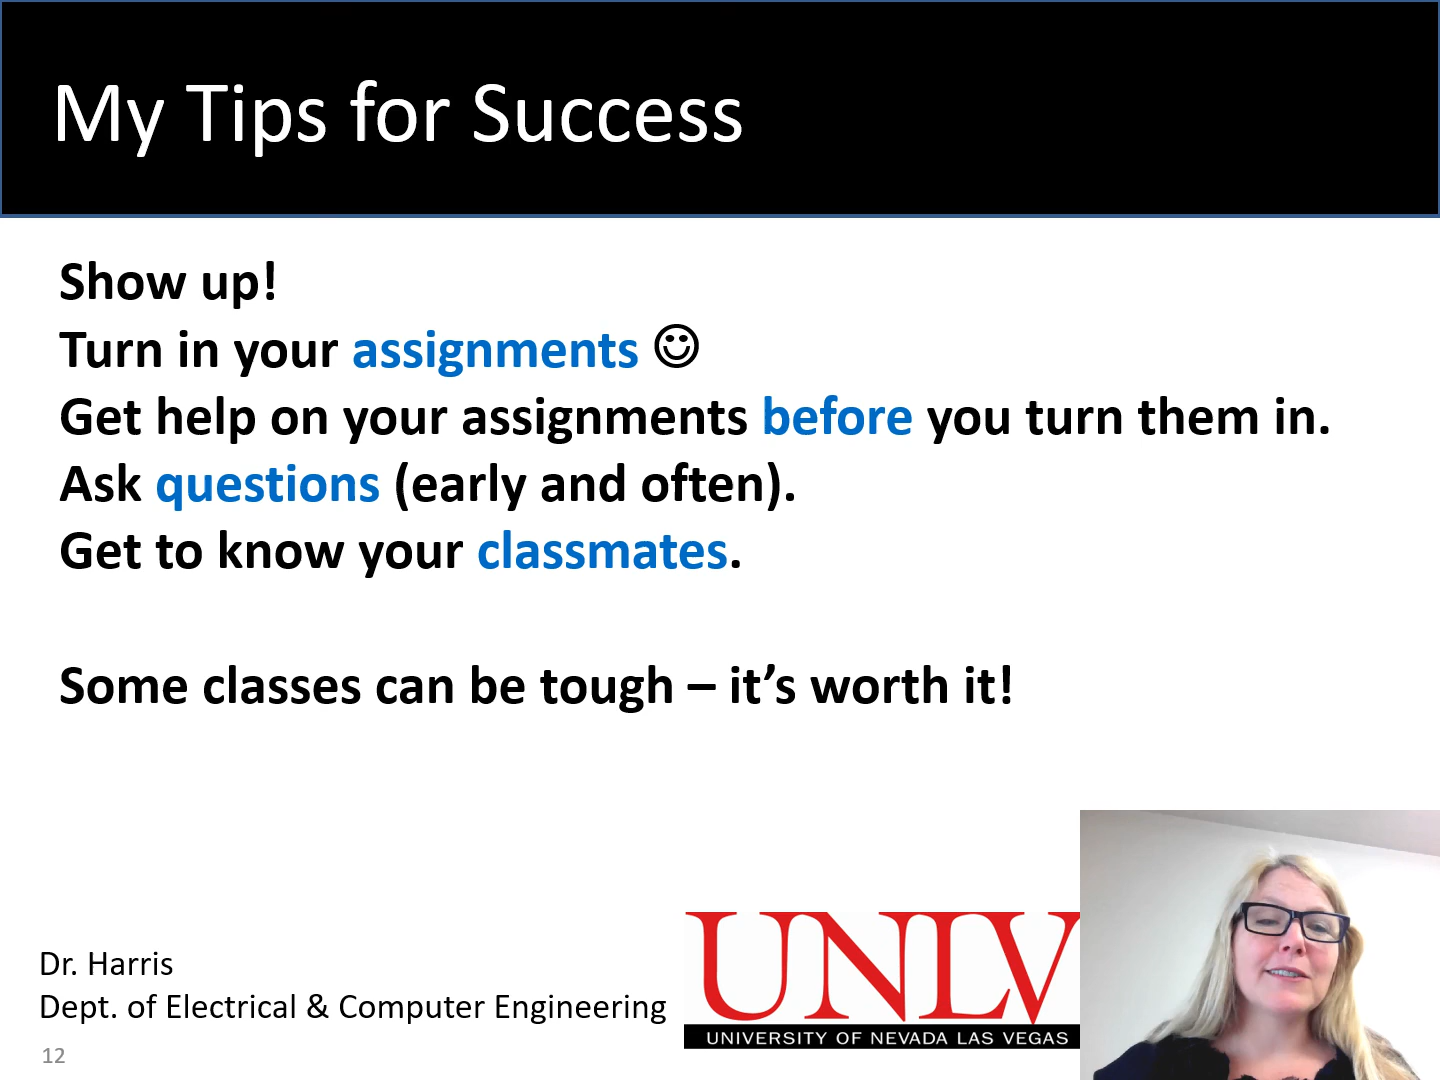 My Tips for Success
Show up!
Turn in your assignments ☺
Get help on your assignments before you turn them in.
Ask questions (early and often).
Get to know your classmates.
Some classes can be tough – it’s worth it!
Dr. Harris
Dept. of Electrical & Computer Engineering
12
UNLV
UNIVERSITY OF NEVADA LAS VEGAS